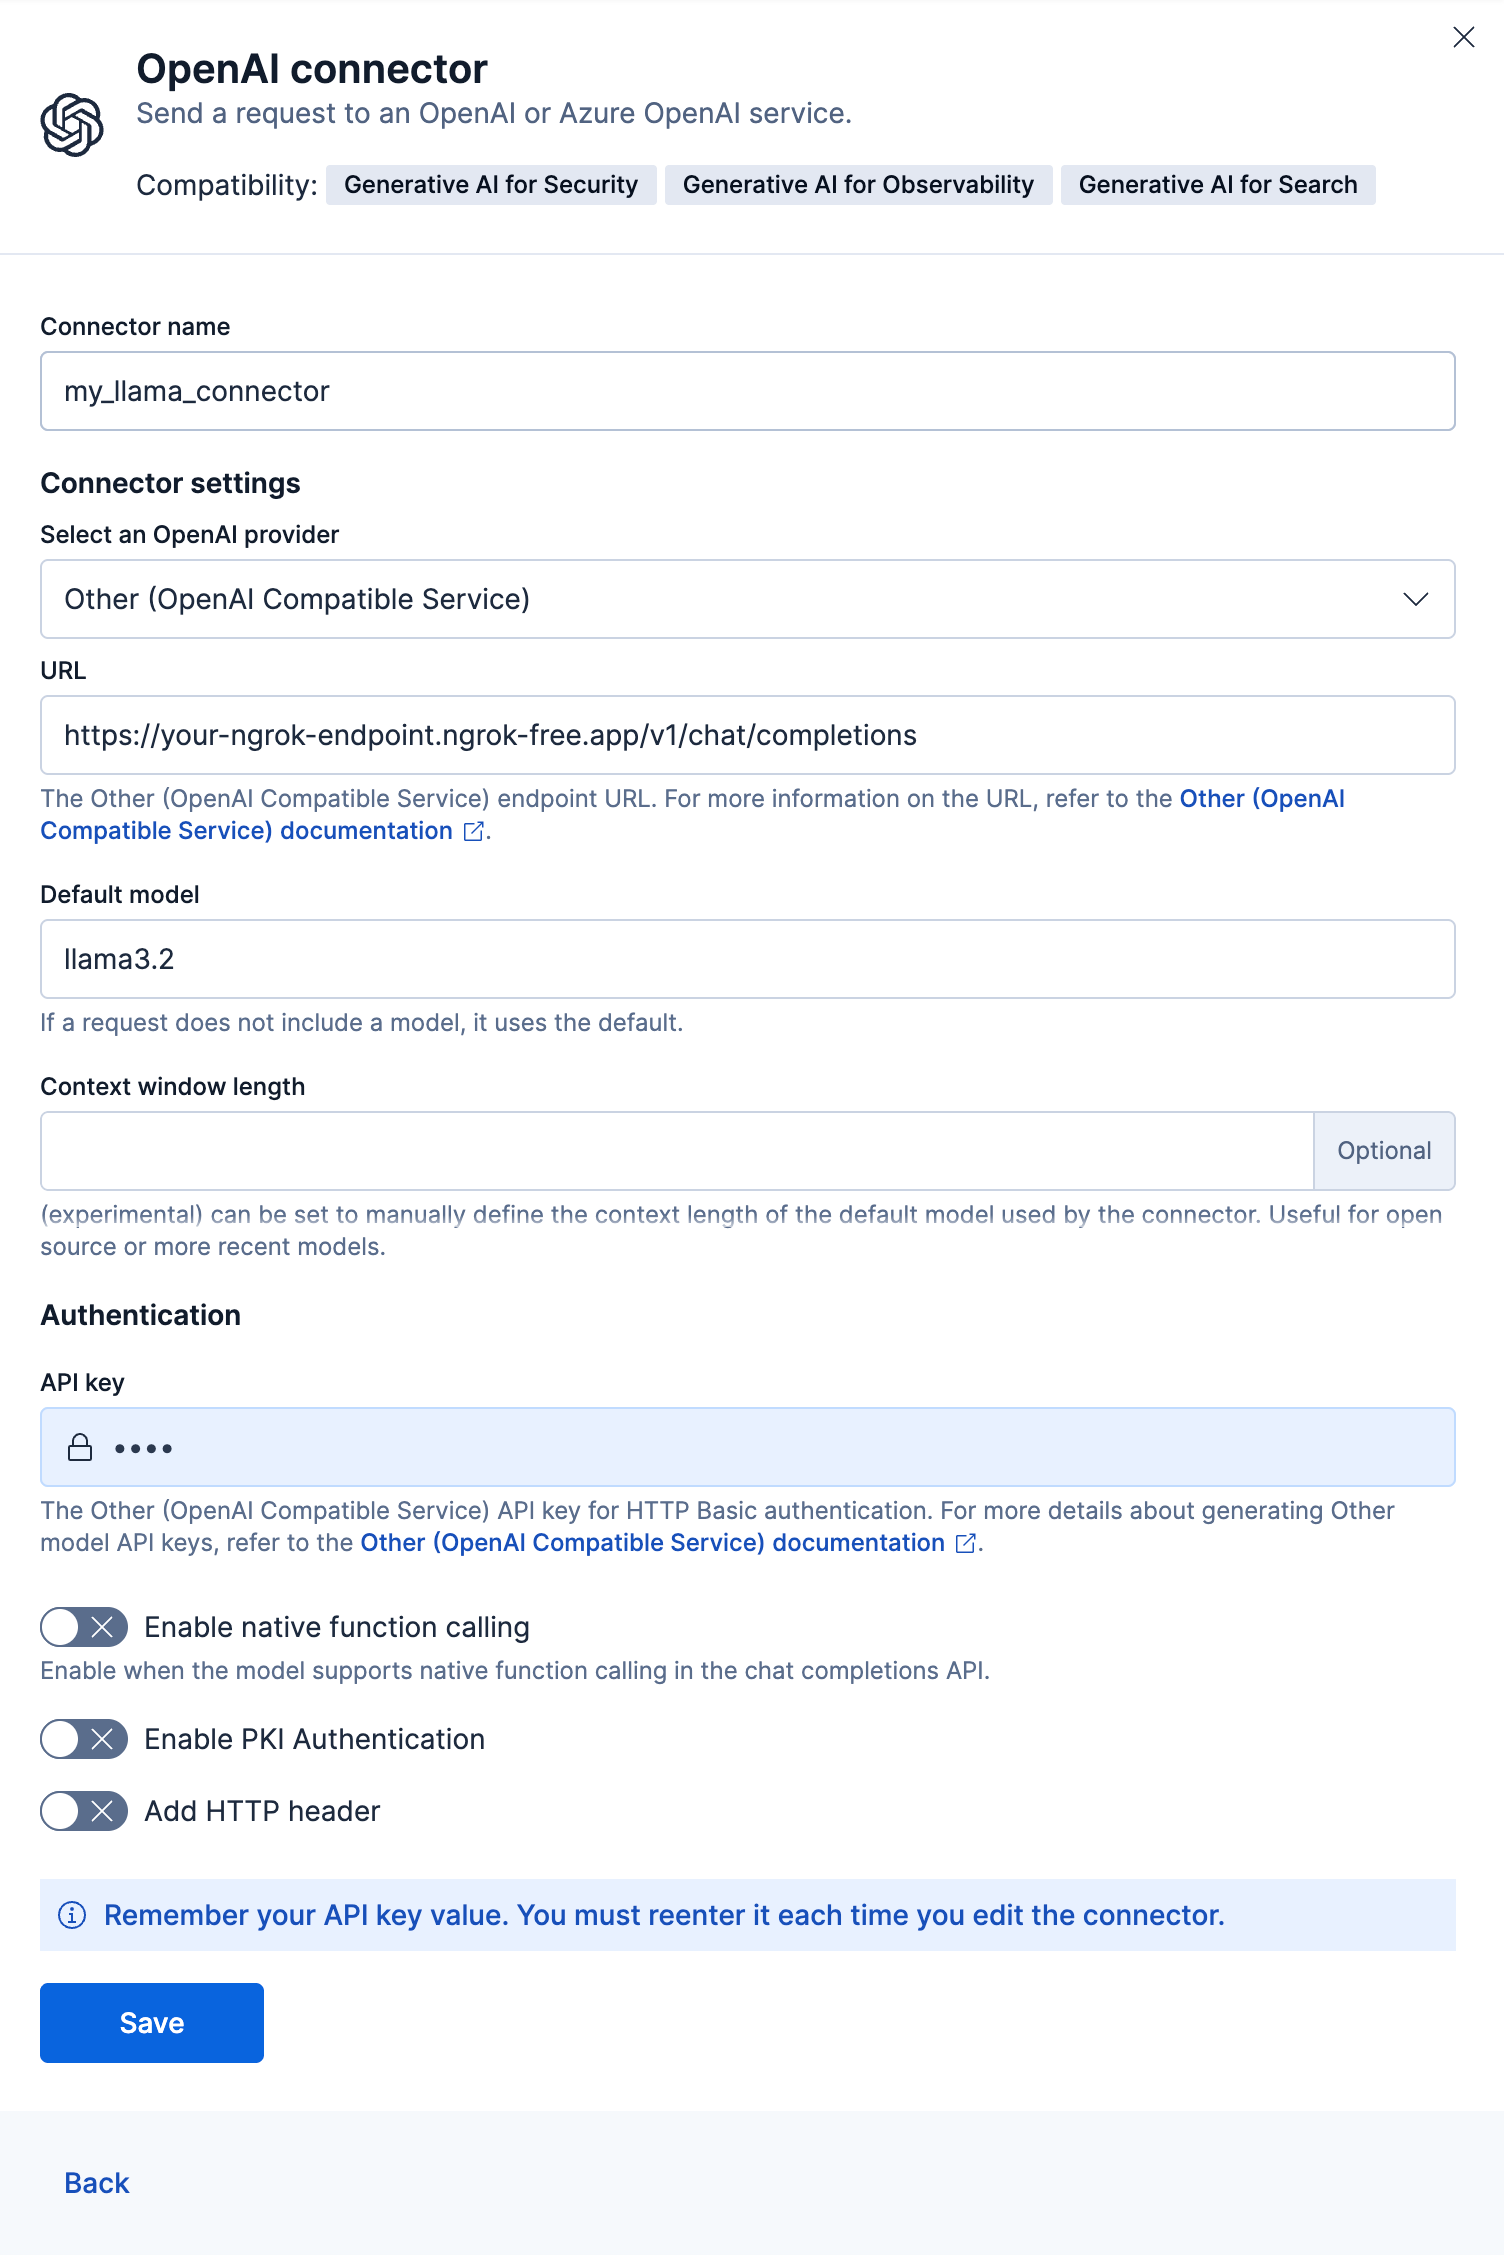 OpenAI connector
Send a request to an OpenAI or Azure OpenAI service.
Compatibility: Generative AI for Security Generative AI for Observability Generative AI for Search
Connector name
my_llama_connector
Connector settings
Select an OpenAI provider
Other (OpenAI Compatible Service)
URL
https://your-ngrok-endpoint.ngrok-free.app/v1/chat/completions
The Other (OpenAI Compatible Service) endpoint URL. For more information on the URL, refer to the Other (OpenAI
Compatible Service) documentation.
Default model
llama3.2
If a request does not include a model, it uses the default.
Context window length
Optional
(experimental) can be set to manually define the context length of the default model used by the connector. Useful for open
source or more recent models.
Authentication
API key
••••
The Other (OpenAI Compatible Service) API key for HTTP Basic authentication. For more details about generating Other
model API keys, refer to the Other (OpenAI Compatible Service) documentation.
Enable native function calling
Enable when the model supports native function calling in the chat completions API.
Enable PKI Authentication
Add HTTP header
Remember your API key value. You must reenter it each time you edit the connector.
Save
Back